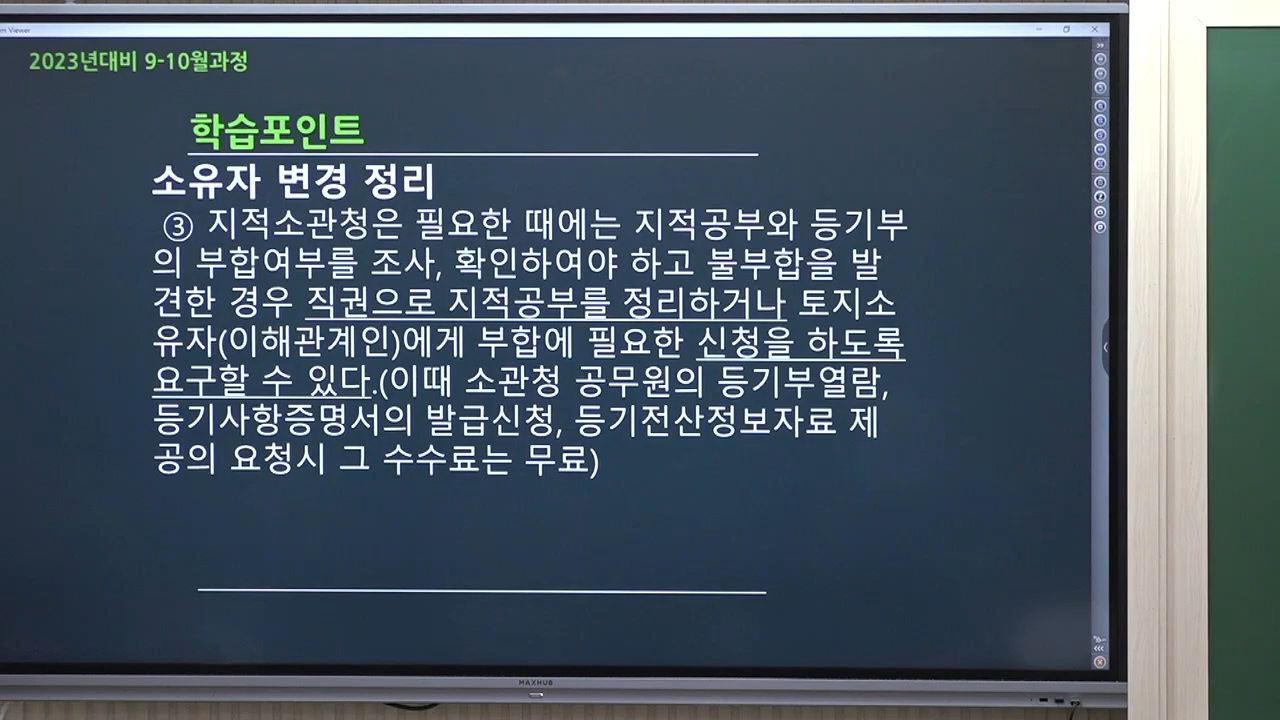 m Viewer
2023년대비 9-10월과정
학습포인트
소유자 변경 정리
③ 지적소관청은 필요한 때에는 지적공부와 등기부
의 부합여부를 조사, 확인하여야 하고 불부합을 발
견한 경우 직권으로 지적공부를 정리하거나 토지소
유자(이해관계인)에게 부합에 필요한 신청을 하도록
요구할 수 있다.(이때 소관청 공무원의 등기부열람,
등기사항증명서의 발급신청, 등기전산정보자료 제
공의 요청시 그 수수료는 무료)
MAXHUB